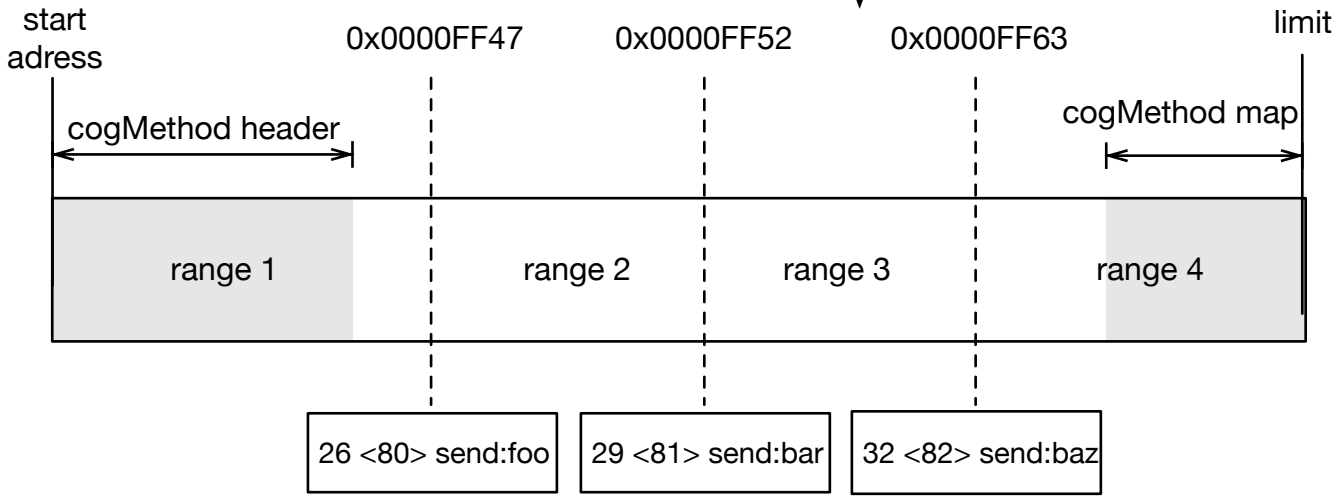 start
adress
0x0000FF47
0x0000FF52
0x0000FF63
limit
cogMethod header
cogMethod map
range 1
range 2
range 3
range 4
26 <80> send:foo
29 <81> send:bar
32 <82> send:baz